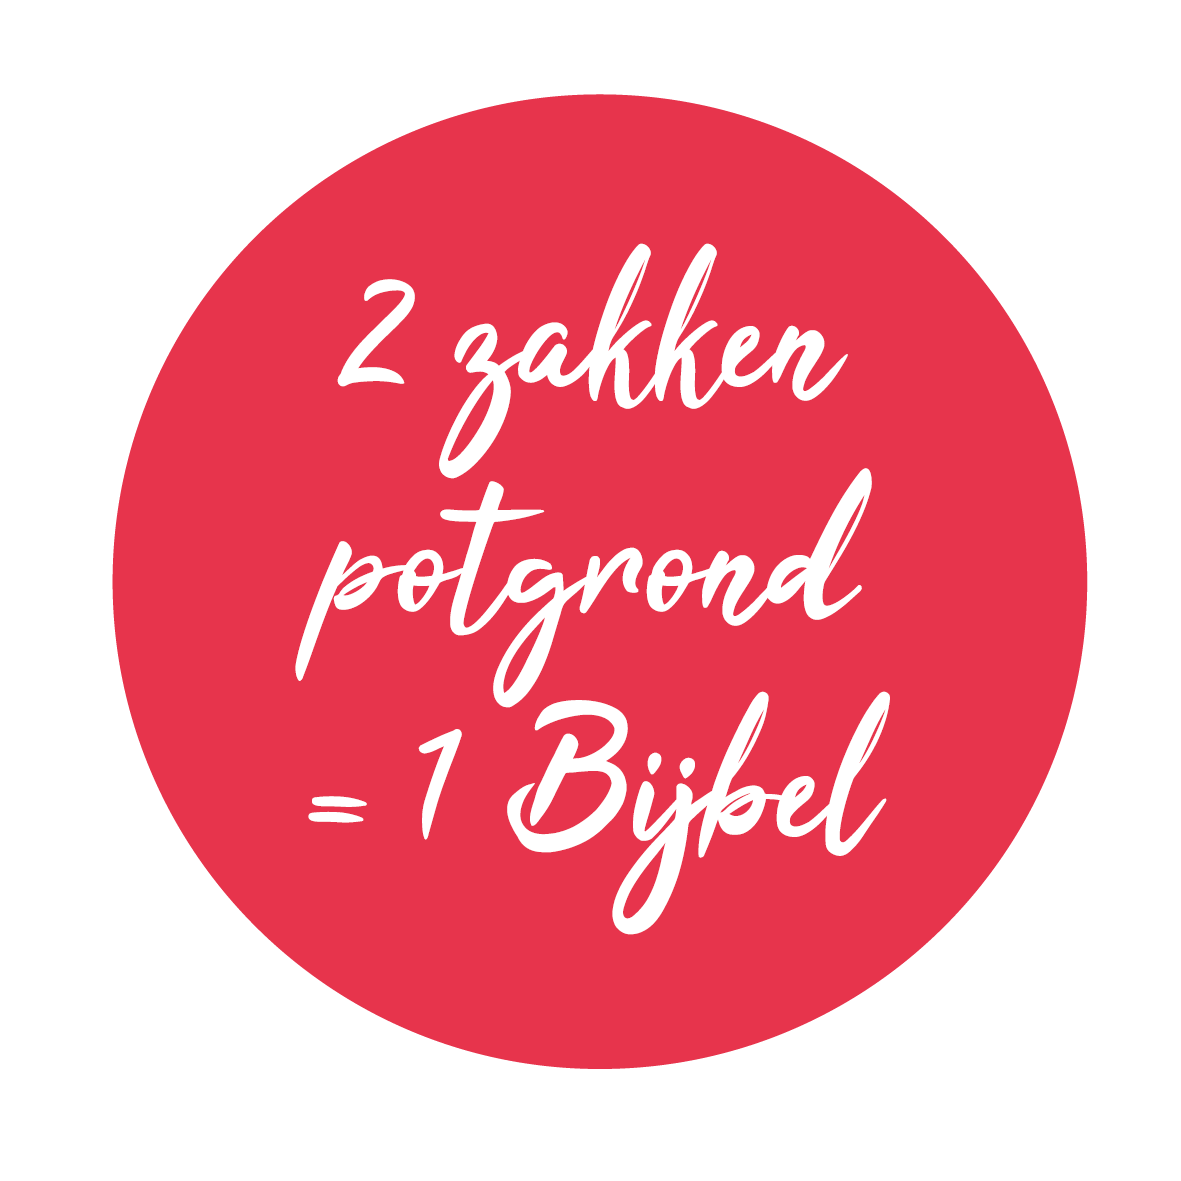 2 zakken
potgrond
= 1 Bijbel